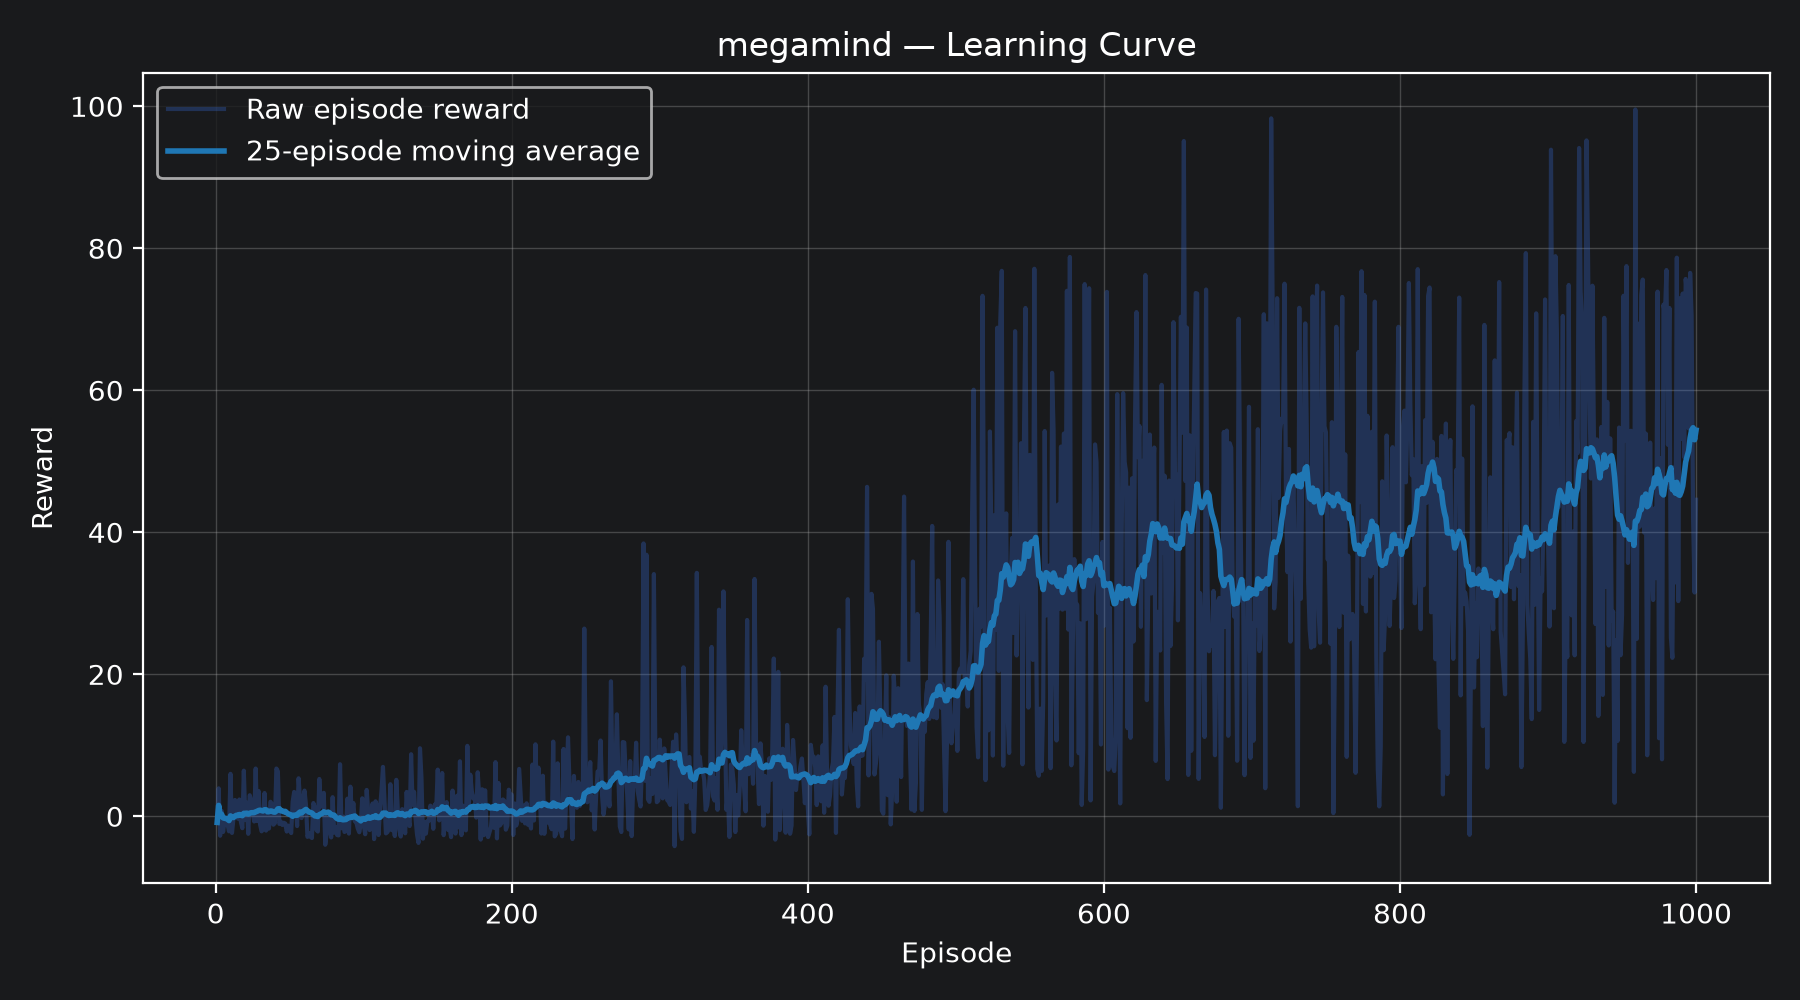 megamind — Learning Curve
Raw episode reward
25-episode moving average
100
80
60
40
20
0
Reward
0 200 400 600 800 1000
Episode